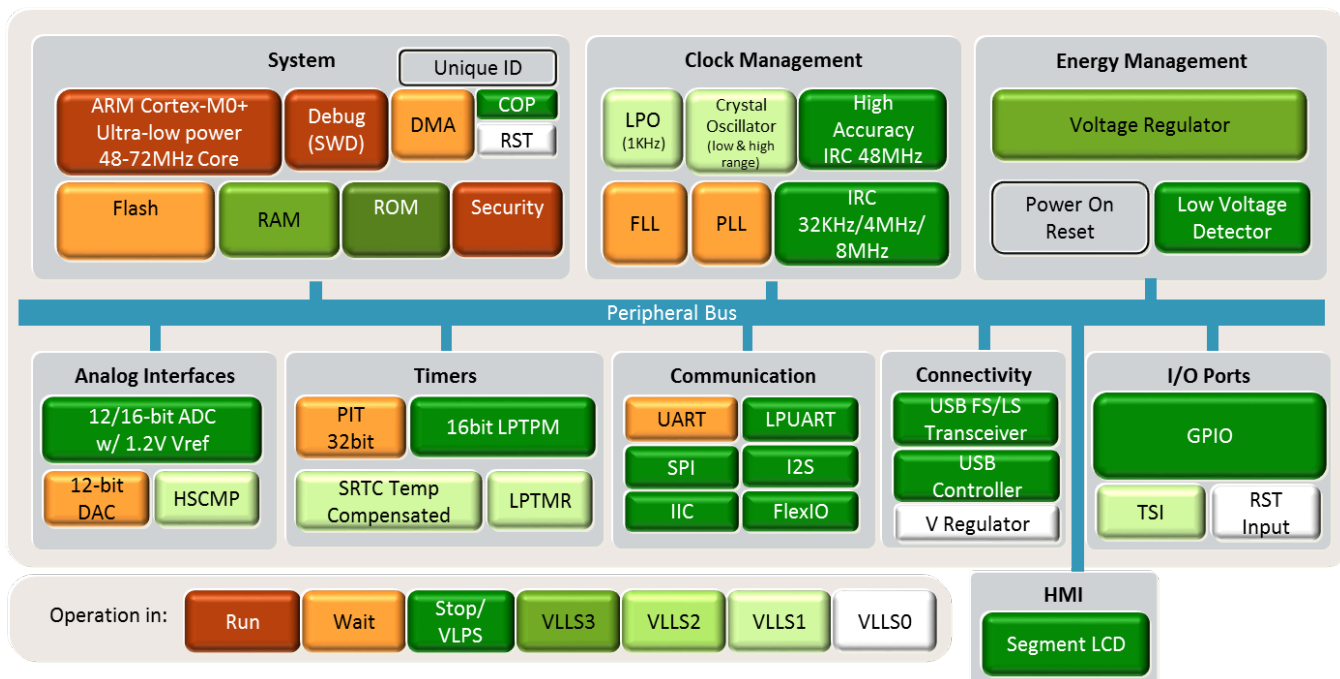 System
Unique ID
ARM Cortex-M0+
Ultra-low power
48-72MHz Core
Debug
(SWD)
DMA
COP
RST
Flash
RAM
ROM
Security
Clock Management
LPO
(1KHz)
Crystal
Oscillator
(low & high
range)
High
Accuracy
IRC 48MHz
FLL
PLL
IRC
32KHz/4MHz/
8MHz
Energy Management
Voltage Regulator
Power On
Reset
Low Voltage
Detector
Peripheral Bus
Analog Interfaces
12/16-bit ADC
w/ 1.2V Vref
12-bit
DAC
HSCMP
Timers
PIT
32bit
16bit LPTPM
SRTC Temp
Compensated
LPTMR
Communication
UART
LPUART
SPI
I2S
IIC
FlexIO
Connectivity
USB FS/LS
Transceiver
USB
Controller
V Regulator
I/O Ports
GPIO
TSI
RST
Input
HMI
Segment LCD
Operation in:
Run
Wait
Stop/
VLPS
VLLS3
VLLS2
VLLS1
VLLS0